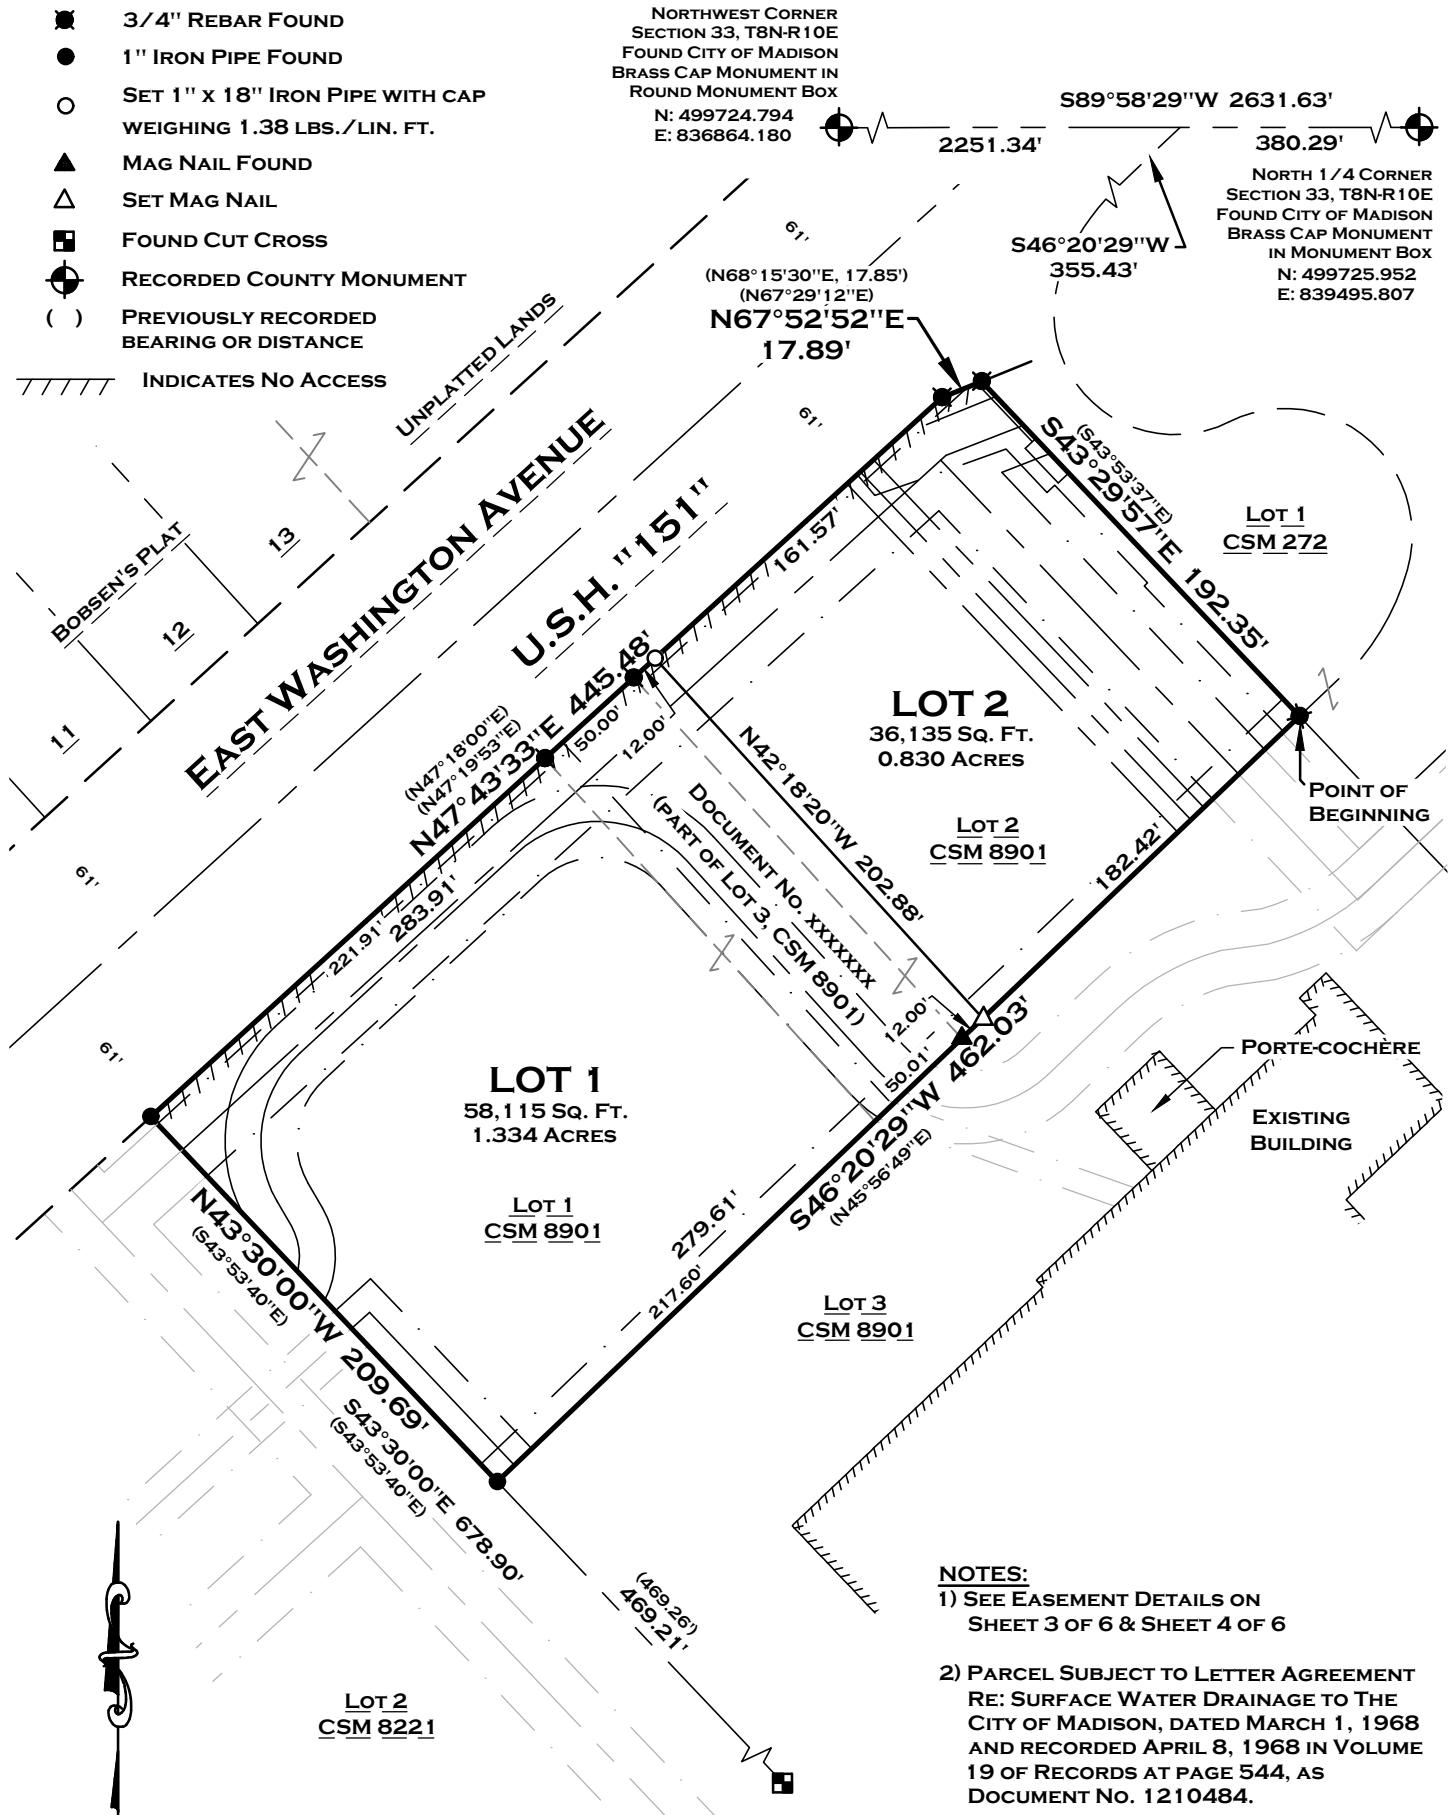 3/4" REBAR FOUND
1" IRON PIPE FOUND
SET 1" X 18" IRON PIPE WITH CAP
WEIGHING 1.38 LBS./LIN. FT.
MAG NAIL FOUND
SET MAG NAIL
FOUND CUT CROSS
RECORDED COUNTY MONUMENT
( ) PREVIOUSLY RECORDED
BEARING OR DISTANCE
INDICATES NO ACCESS
NORTHWEST CORNER
SECTION 33, T8N-R10E
FOUND CITY OF MADISON
BRASS CAP MONUMENT IN
ROUND MONUMENT BOX
N: 499724.794
E: 836864.180
S89°58'29"W 2631.63'
2251.34'
380.29'
NORTH 1/4 CORNER
SECTION 33, T8N-R10E
FOUND CITY OF MADISON
BRASS CAP MONUMENT
IN MONUMENT BOX
N: 499725.952
E: 839495.807
S46°20'29"W
355.43'
61'
(N68°15'30"E, 17.85')
(N67°29'12"E)
N67°52'52"E
17.89'
61'
UNPLATTED LANDS
EAST WASHINGTON AVENUE
U.S.H. "151"
BOBSEN'S PLAT
13
12
11
61'
61'
(S43°53'37"E)
S43°29'57"E 192.35'
LOT 1
CSM 272
161.57'
(N47°18'00"E)
(N47°19'53"E)
N47°43'33"E 445.48'
50.00'
12.00'
221.91'
283.91'
LOT 2
36,135 SQ. FT.
0.830 ACRES
LOT 2
CSM 8901
N42°18'20"W 202.88'
DOCUMENT NO. XXXXXXX
(PART OF LOT 3, CSM 8901)
POINT OF
BEGINNING
182.42'
12.00'
50.01'
S46°20'29"W 462.03'
(N45°56'49"E)
PORTE-COCHÈRE
EXISTING
BUILDING
LOT 1
58,115 SQ. FT.
1.334 ACRES
LOT 1
CSM 8901
279.61'
217.60'
LOT 3
CSM 8901
N43°30'00"W 209.69'
(S43°53'40"E)
S43°30'00"E 678.90'
(S43°53'40"E)
(469.26')
469.21'
LOT 2
CSM 8221
NOTES:
1) SEE EASEMENT DETAILS ON
SHEET 3 OF 6 & SHEET 4 OF 6
2) PARCEL SUBJECT TO LETTER AGREEMENT
RE: SURFACE WATER DRAINAGE TO THE
CITY OF MADISON, DATED MARCH 1, 1968
AND RECORDED APRIL 8, 1968 IN VOLUME
19 OF RECORDS AT PAGE 544, AS
DOCUMENT NO. 1210484.